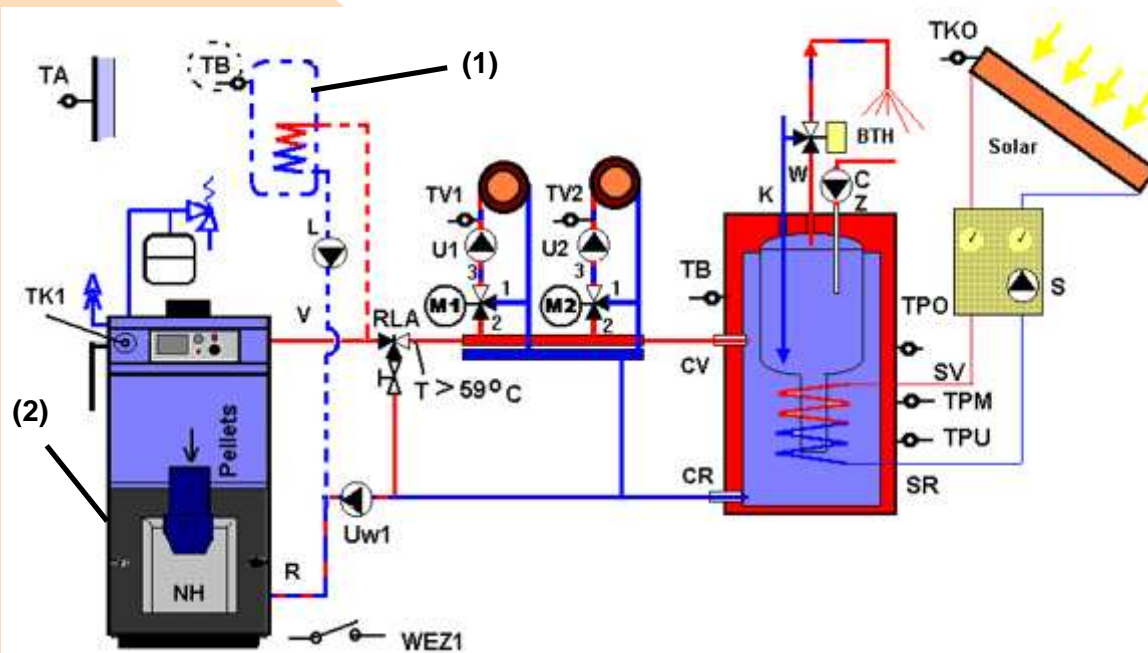 (1)
TKO
TA
TB
BTH
Solar
TV1
TV2
W
C
K
Z
L
U1
U2
S
3
3
TB
TK1
1
1
TPO
V
RLA
M1
M2
2
2
CV
SV
T > 59°C
TPM
(2)
Pellets
TPU
CR
SR
Uw1
R
NH
WEZ1